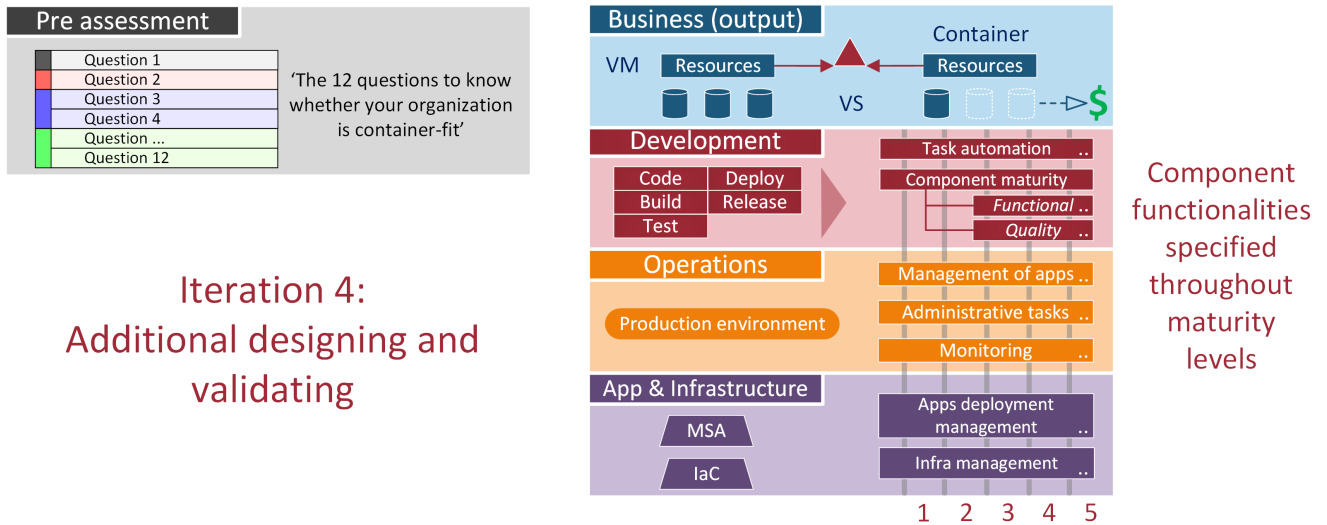 Pre assessment
Question 1
Question 2
Question 3
Question 4
Question ...
Question 12
‘The 12 questions to know
whether your organization
is container-fit’
Iteration 4:
Additional designing and
validating
Business (output)
Container
VM
Resources
Resources
VS
$
Development
Code
Deploy
Build
Release
Test
Task automation
..
Component maturity
Functional
..
Quality
..
Operations
Production environment
Management of apps
..
Administrative tasks
..
Monitoring
..
App & Infrastructure
MSA
IaC
Apps deployment
management
..
Infra management
..
1 2 3 4 5
Component
functionalities
specified
throughout
maturity
levels